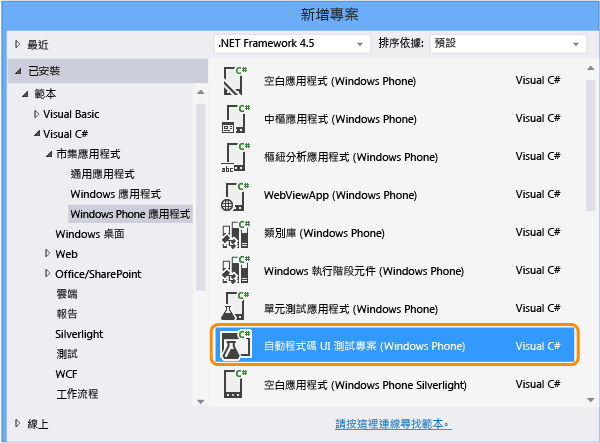 新增專案
最近
.NET Framework 4.5
排序依據:
預設
已安裝
範本
Visual Basic
Visual C#
市集應用程式
通用應用程式
Windows 應用程式
Windows Phone 應用程式
Windows 桌面
Web
Office/SharePoint
雲端
報告
Silverlight
測試
WCF
工作流程
線上
C# 空白應用程式 (Windows Phone) Visual C#
C# 中樞應用程式 (Windows Phone) Visual C#
C# abc 樞紐分析應用程式 (Windows Phone) Visual C#
C# WebViewApp (Windows Phone) Visual C#
C# 類別庫 (Windows Phone) Visual C#
C# Windows 執行階段元件 (Windows Phone) Visual C#
C# 單元測試應用程式 (Windows Phone) Visual C#
C# 自動程式碼 UI 測試專案 (Windows Phone) Visual C#
C# 空白應用程式 (Windows Phone Silverlight) Visual C#
請按這裡連線尋找範本。